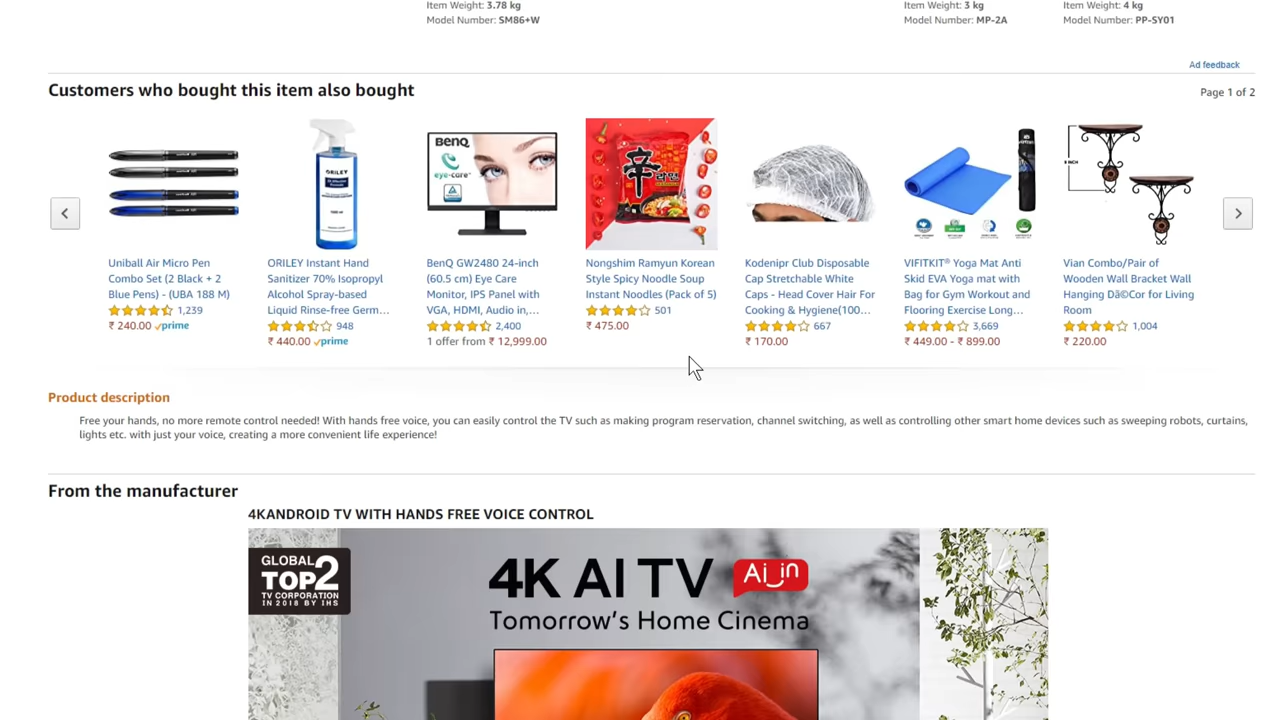 Item Weight: 3.78 kg
Model Number: SM86+W
Item Weight: 3 kg
Model Number: MP-2A
Item Weight: 4 kg
Model Number: PP-SY01
Ad feedback
Customers who bought this item also bought
Page 1 of 2
Uniball Air Micro Pen
Combo Set (2 Black + 2
Blue Pens) - (UBA 188 M)
1,239
₹ 240.00 prime
ORILEY
ORILEY Instant Hand
Sanitizer 70% Isopropyl
Alcohol Spray-based
Liquid Rinse-free Germ...
948
₹ 440.00 prime
BenQ
eye-care
BenQ GW2480 24-inch
(60.5 cm) Eye Care
Monitor, IPS Panel with
VGA, HDMI, Audio in,...
2,400
1 offer from ₹ 12,999.00
辛
Nongshim Ramyun Korean
Style Spicy Noodle Soup
Instant Noodles (Pack of 5)
501
₹ 475.00
Kodenipr Club Disposable
Cap Stretchable White
Caps - Head Cover Hair For
Cooking & Hygiene(100...
667
₹ 170.00
VIFITKIT® Yoga Mat Anti
Skid EVA Yoga mat with
Bag for Gym Workout and
Flooring Exercise Long...
3,669
₹ 449.00 - ₹ 899.00
Vian Combo/Pair of
Wooden Wall Bracket Wall
Hanging Dã©Cor for Living
Room
1,004
₹ 220.00
Product description
Free your hands, no more remote control needed! With hands free voice, you can easily control the TV such as making program reservation, channel switching, as well as controlling other smart home devices such as sweeping robots, curtains,
lights etc. with just your voice, creating a more convenient life experience!
From the manufacturer
4KANDROID TV WITH HANDS FREE VOICE CONTROL
GLOBAL
TOP2
TV CORPORATION
IN 2018 BY IHS
4K AI TV Ai_in
Tomorrow's Home Cinema